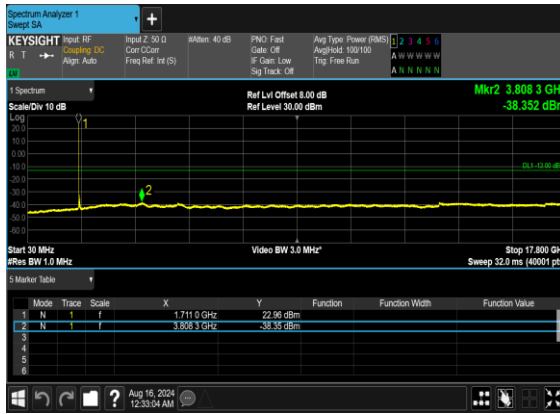 Spectrum Analyzer 1
Swept SA
+
KEYSIGHT Input: RF Input Z: 50 Ω #Atten: 40 dB PNO: Fast Avg Type: Power (RMS) 1 2 3 4 5 6
R T Coupling: DC Corr CCorr Gate: Off Avg|Hold: 100/100 A W W W W W
Align: Auto Freq Ref: Int (S) IF Gain: Low Trig: Free Run
LXI Sig Track: Off A N N N N N
1 Spectrum Ref Lvl Offset 8.00 dB Mkr2 3.808 3 GH
Scale/Div 10 dB Ref Level 30.00 dBm -38.352 dBr
Log
20.0
10.0
0.00
-10.0
DL1 -13.00 dB
-20.0
-30.0
-40.0
-50.0
-60.0
1
2
Start 30 MHz Video BW 3.0 MHz* Stop 17.800 GH
#Res BW 1.0 MHz Sweep 32.0 ms (40001 pt
5 Marker Table
Mode Trace Scale X Y Function Function Width Function Value
1 N 1 f 1.711 0 GHz 22.96 dBm
2 N 1 f 3.808 3 GHz -38.35 dBm
3
4
5
6
? Aug 16, 2024
12:33:04 AM